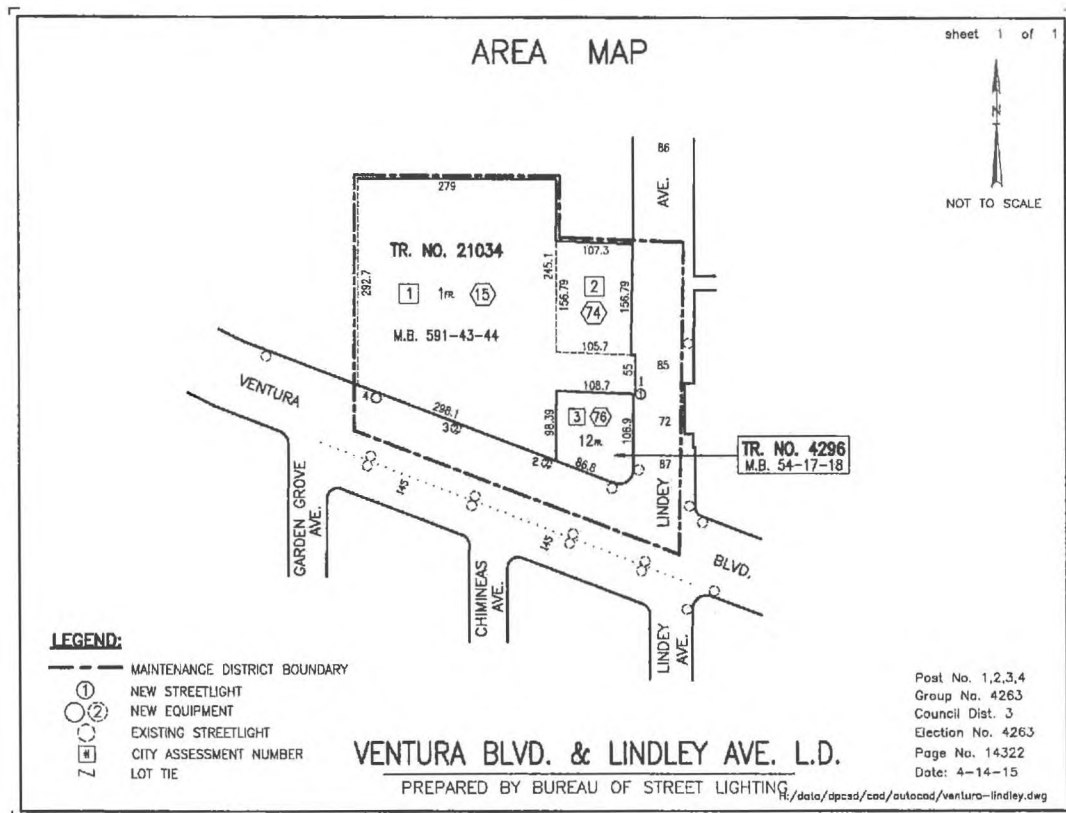 sheet 1 of 1
AREA MAP
N
NOT TO SCALE
86
AVE.
279
107.3
TR. NO. 21034
245.1
292.7
1
1FR.
15
156.79
2
156.79
74
M.B. 591-43-44
105.7
85
55
1
108.7
VENTURA
4
298.1
3
98.39
3
76
106.9
72
12FR.
TR. NO. 4296
M.B. 54-17-18
2
86.8
87
LINDLEY
145
GARDEN GROVE
AVE.
145
BLVD.
CHIMINEAS
AVE.
LINDEY
AVE.
LEGEND:
MAINTENANCE DISTRICT BOUNDARY
1 NEW STREETLIGHT
2 NEW EQUIPMENT
EXISTING STREETLIGHT
# CITY ASSESSMENT NUMBER
LOT TIE
VENTURA BLVD. & LINDLEY AVE. L.D.
PREPARED BY BUREAU OF STREET LIGHTING
Post No. 1,2,3,4
Group No. 4263
Council Dist. 3
Election No. 4263
Page No. 14322
Date: 4-14-15
H:/data/dpcsd/cad/autocad/ventura-lindley.dwg